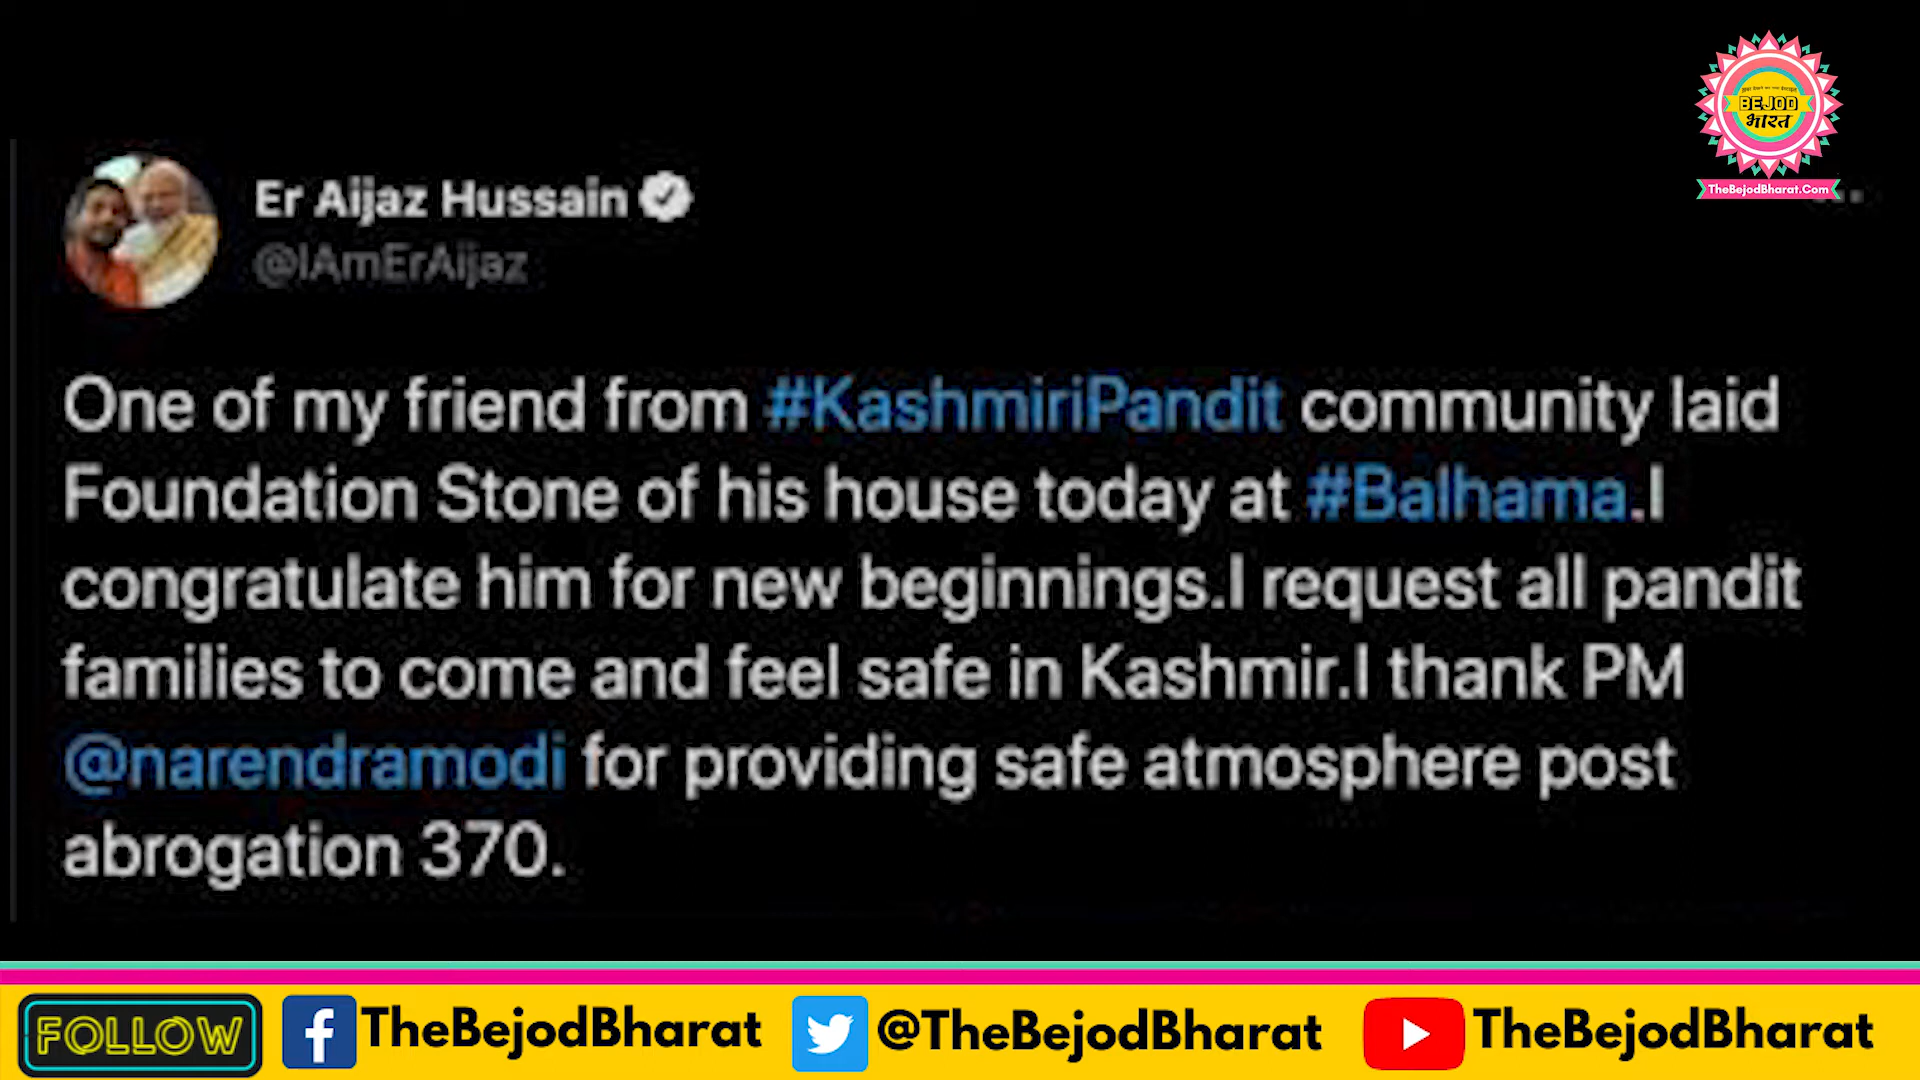 BEJOD
भारत
TheBejodBharat.Com
Er Aijaz Hussain
@IAmErAijaz
One of my friend from #KashmiriPandit community laid
Foundation Stone of his house today at #Balhama.I
congratulate him for new beginnings.I request all pandit
families to come and feel safe in Kashmir.I thank PM
@narendramodi for providing safe atmosphere post
abrogation 370.
FOLLOW TheBejodBharat @TheBejodBharat TheBejodBharat